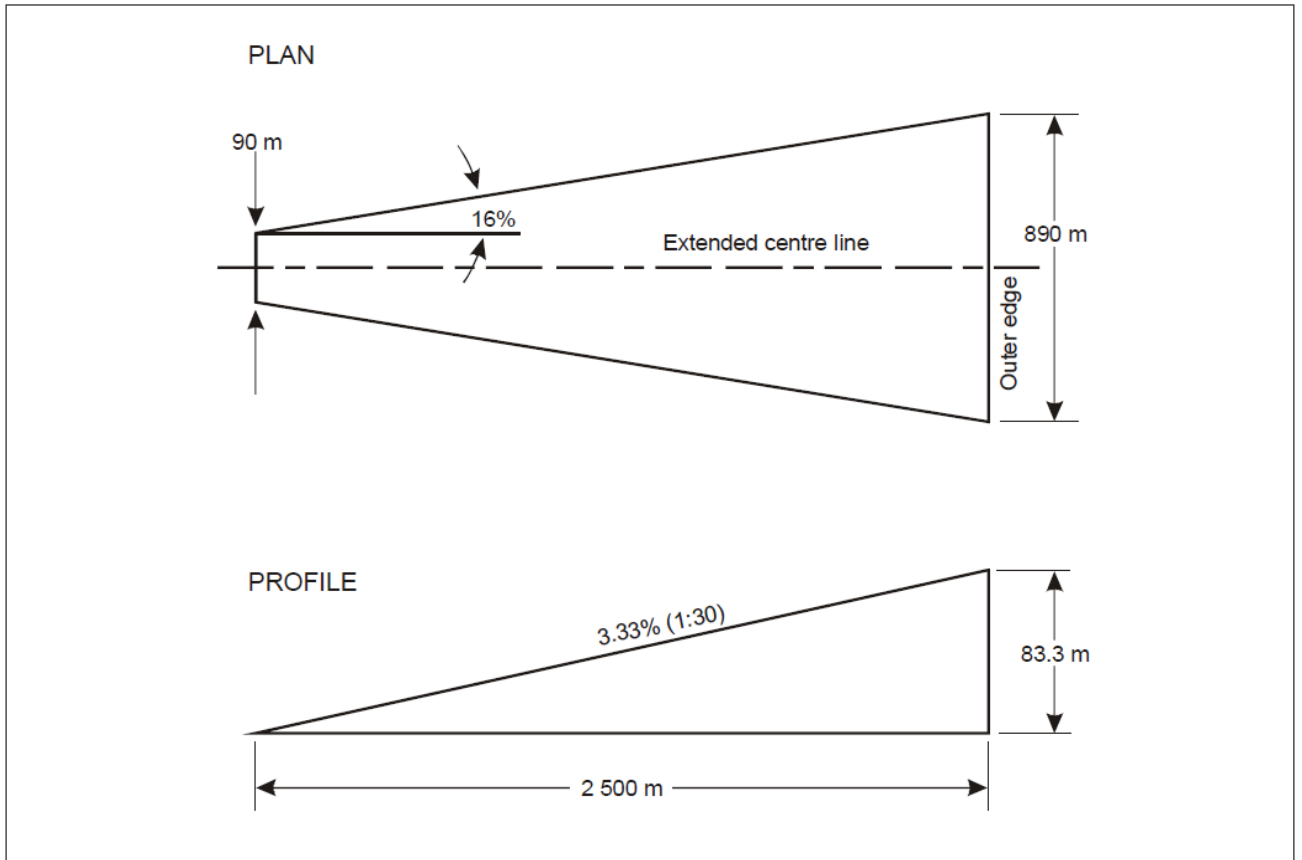 PLAN
90 m
16%
Extended centre line
890 m
Outer edge
PROFILE
3.33% (1:30)
83.3 m
2 500 m